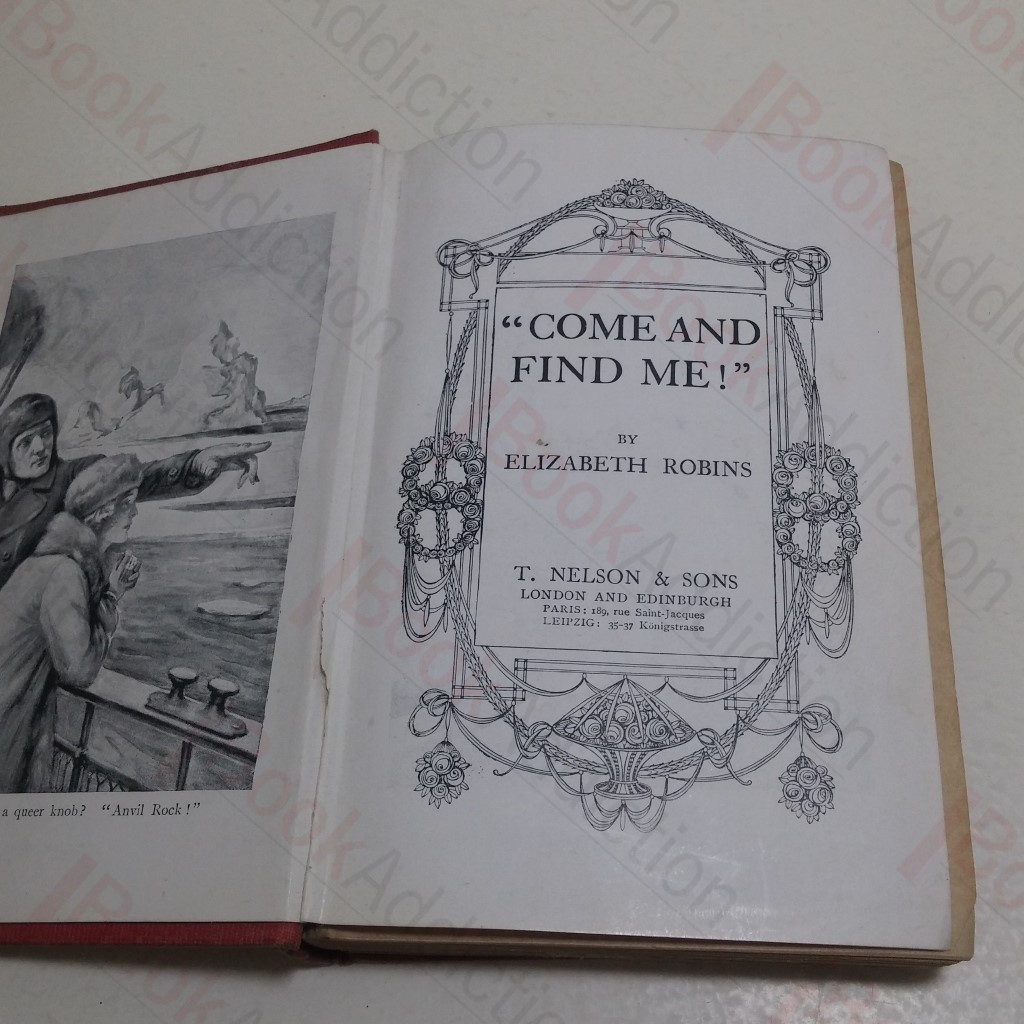 a queer knob? "Anvil Rock!"
"COME AND
FIND ME!"
BY
ELIZABETH ROBINS
T. NELSON & SONS
LONDON AND EDINBURGH
PARIS: 189, rue Saint-Jacques
LEIPZIG: 35-37 Königstrasse
BookAddiction